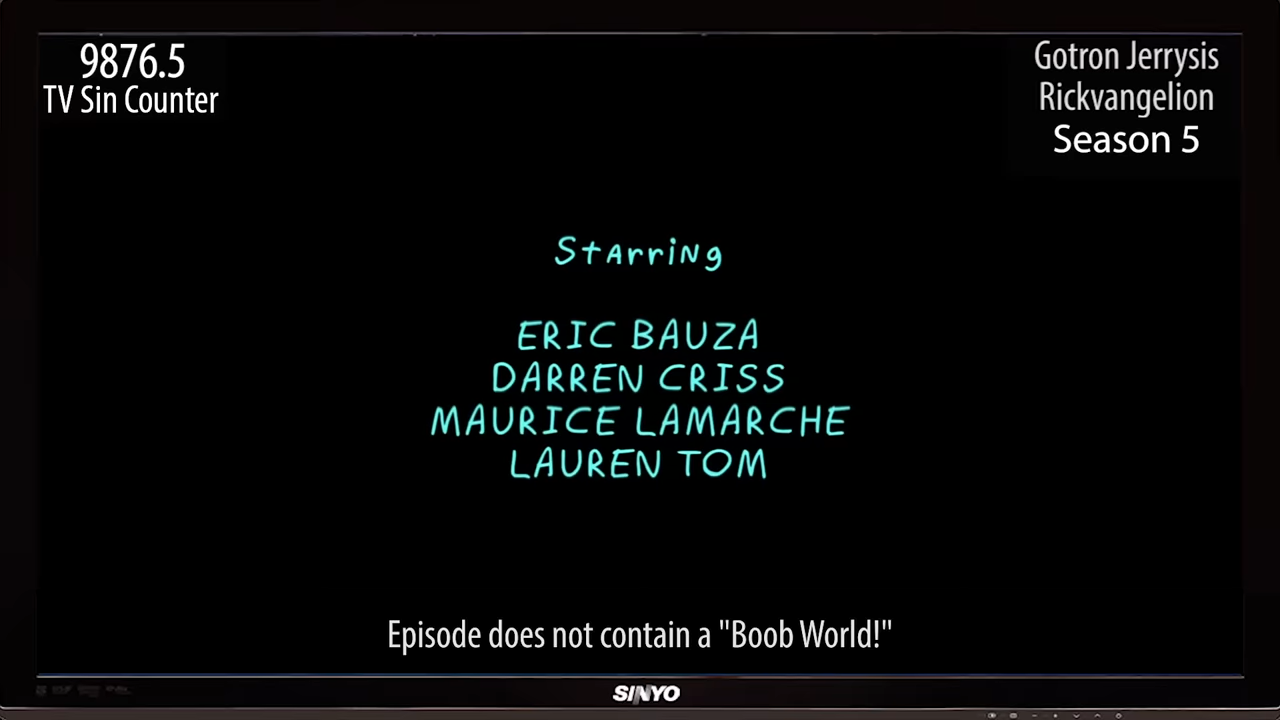 9876.5
TV Sin Counter
Gotron Jerrysis
Rickvangelion
Season 5
Starring
ERIC BAUZA
DARREN CRISS
MAURICE LAMARCHE
LAUREN TOM
Episode does not contain a "Boob World!"
SINYO